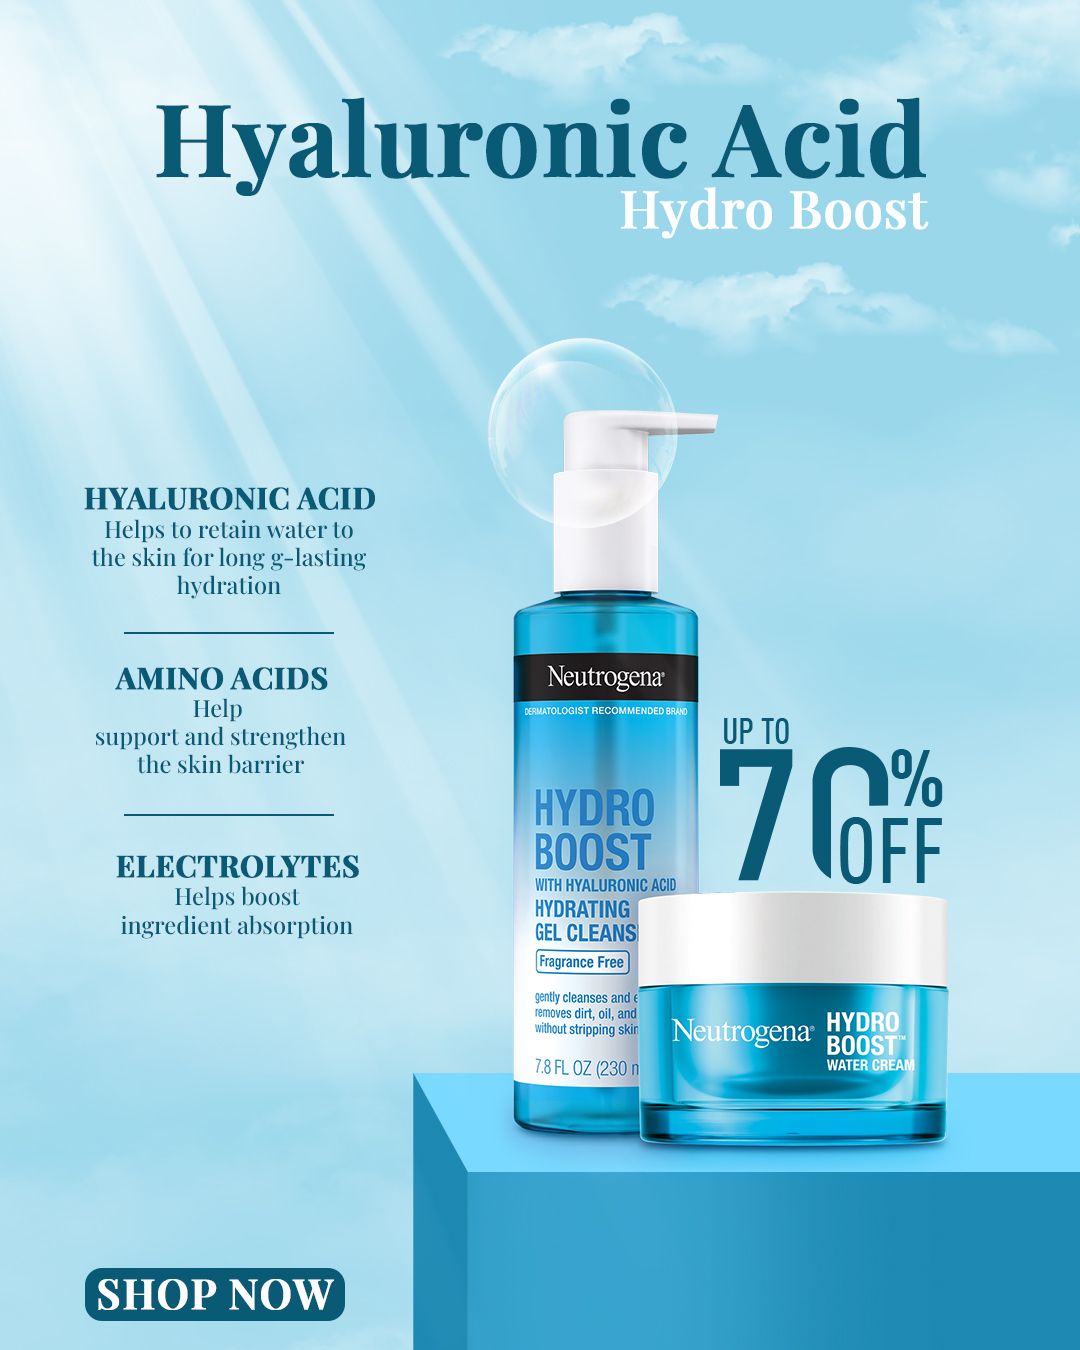 Hyaluronic Acid
Hydro Boost
HYALURONIC ACID
Helps to retain water to
the skin for long g-lasting
hydration
AMINO ACIDS
Help
support and strengthen
the skin barrier
ELECTROLYTES
Helps boost
ingredient absorption
Neutrogena®
DERMATOLOGIST RECOMMENDED BRAND
HYDRO
BOOST
WITH HYALURONIC ACID
HYDRATING
GEL CLEANS
Fragrance Free
gently cleanses and e
removes dirt, oil, and
without stripping skin
7.8 FL OZ (230 m
UP TO
70%
OFF
Neutrogena®
HYDRO
BOOST™
WATER CREAM
SHOP NOW